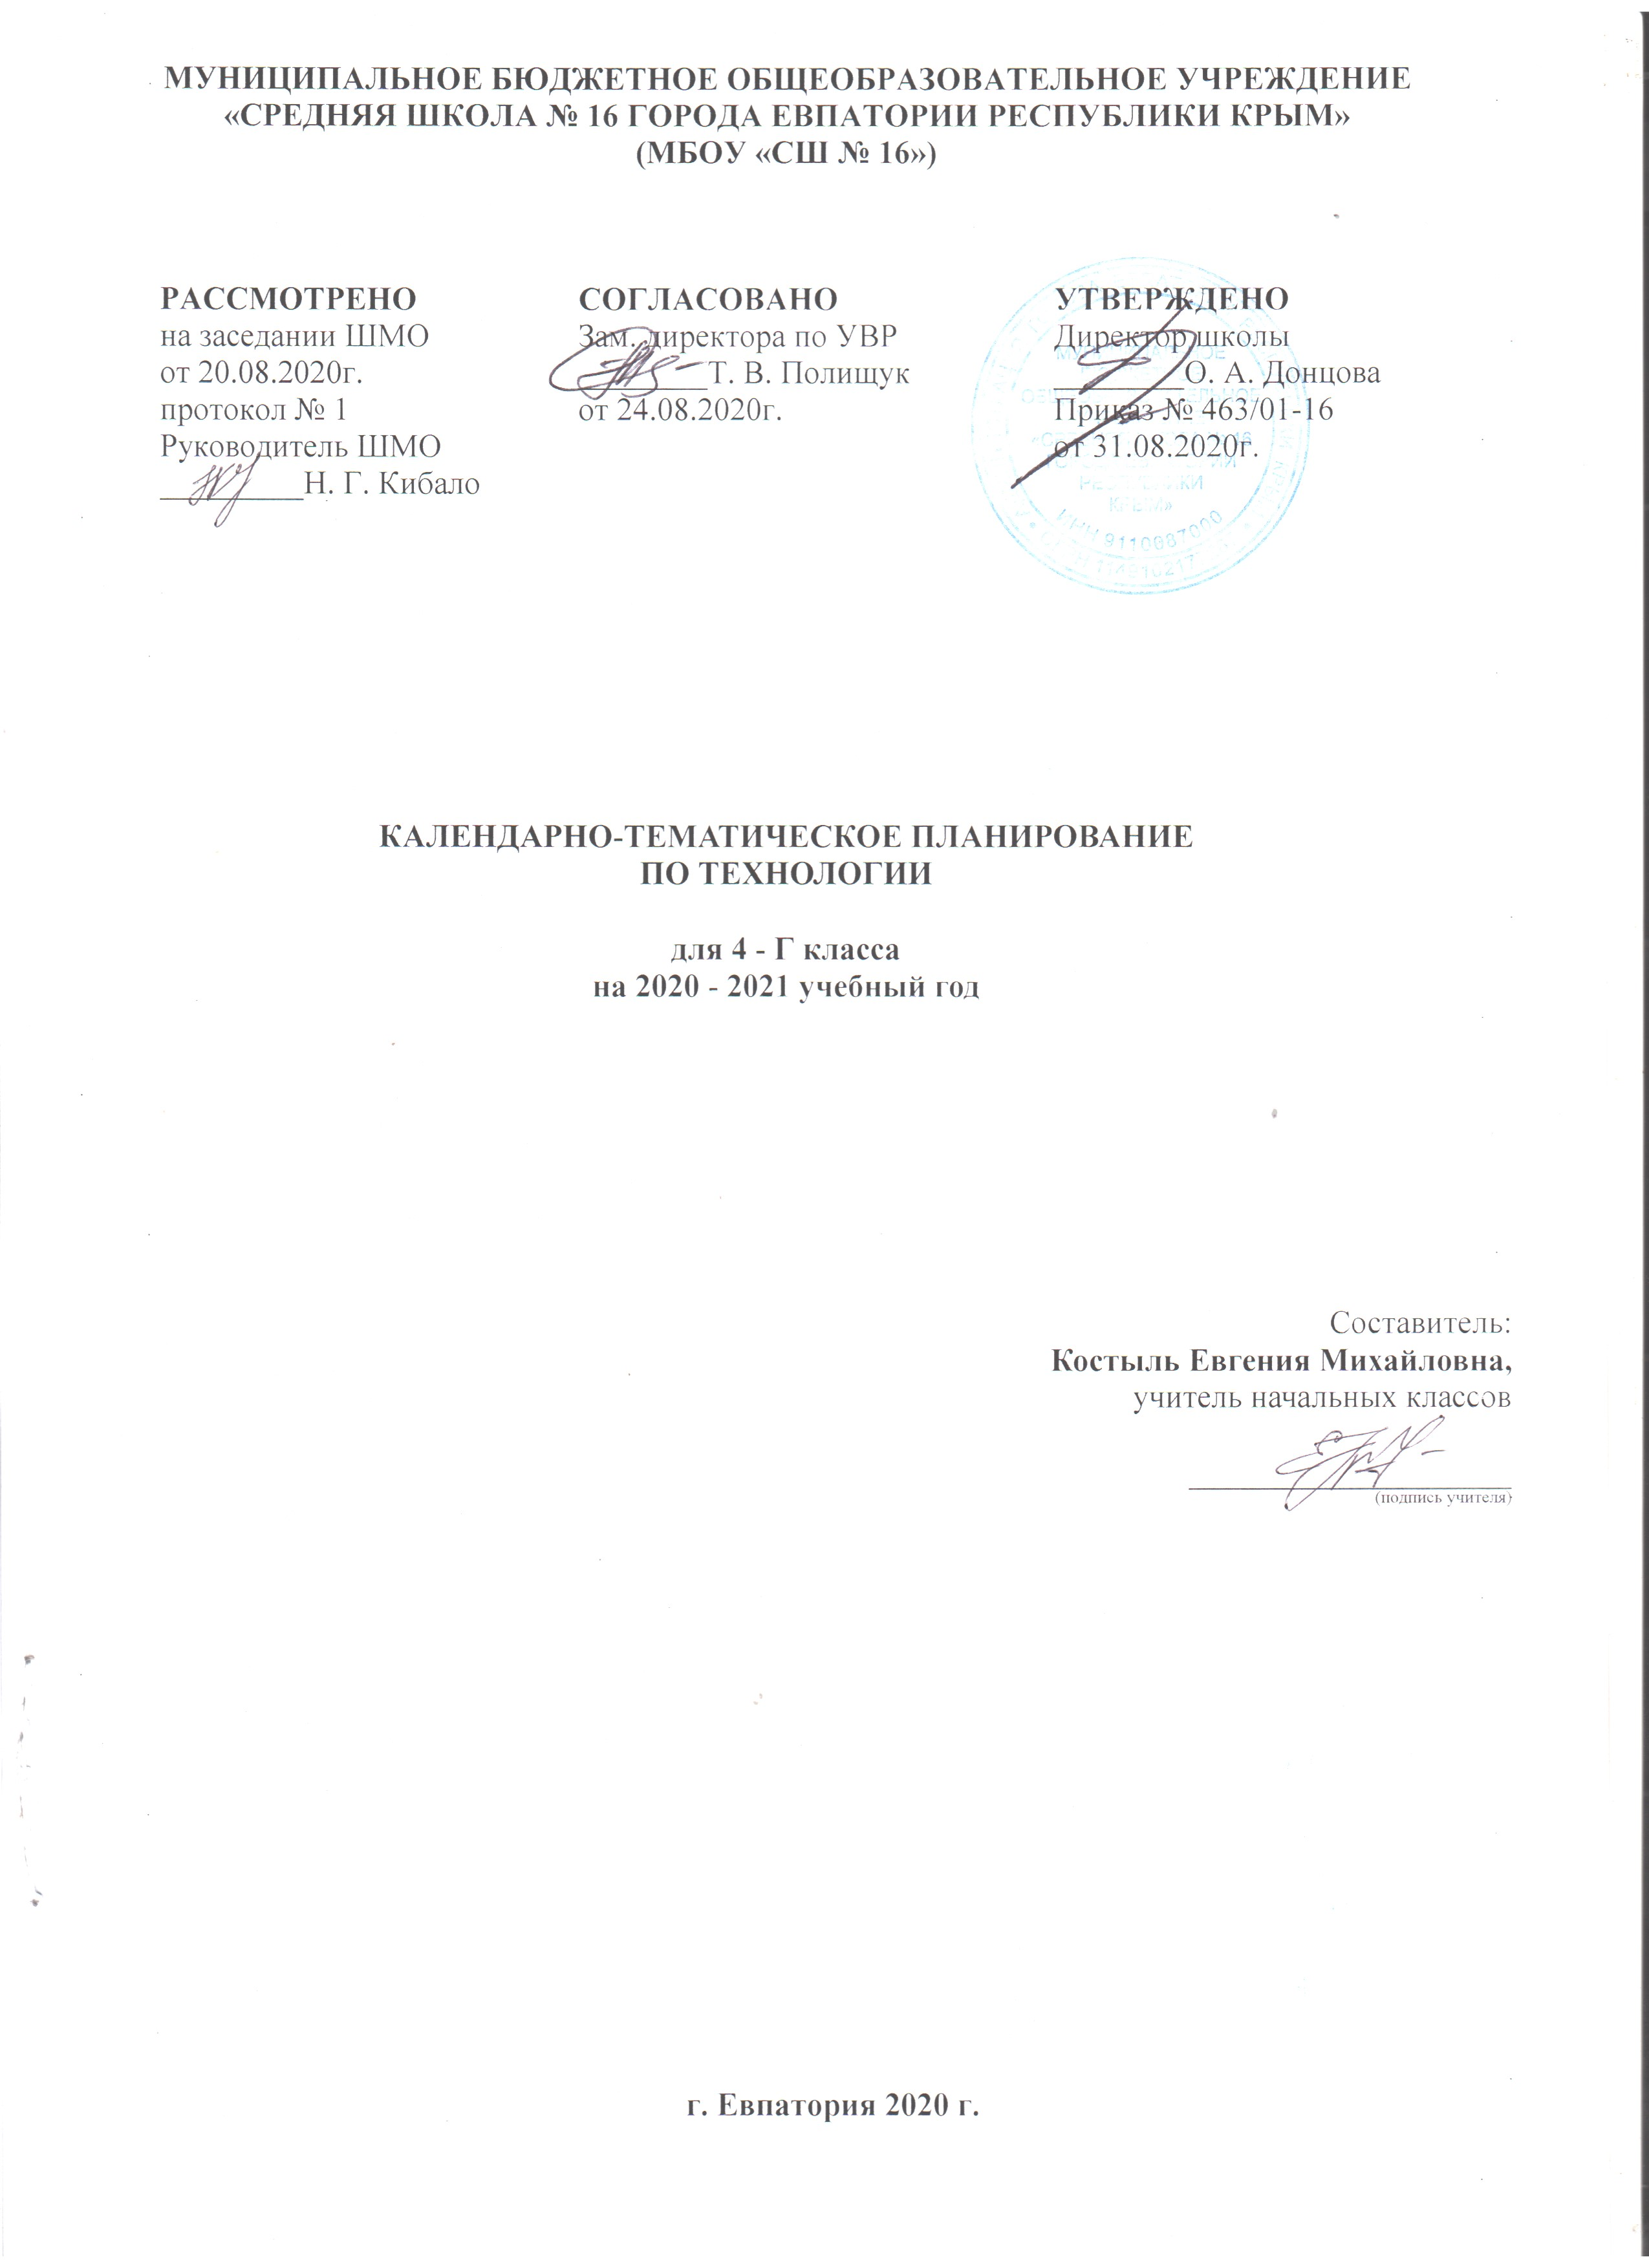 МУНИЦИПАЛЬНОЕ БЮДЖЕТНОЕ ОБЩЕОБРАЗОВАТЕЛЬНОЕ УЧРЕЖДЕНИЕ
«СРЕДНЯЯ ШКОЛА № 16 ГОРОДА ЕВПАТОРИИ РЕСПУБЛИКИ КРЫМ»
(МБОУ «СШ № 16»)
РАССМОТРЕНО
на заседании ШМО
от 20.08.2020г.
протокол № 1
Руководитель ШМО
Н. Г. Кибало
СОГЛАСОВАНО
Зам. директора по УВР
Т. В. Полищук
от 24.08.2020г.
УТВЕРЖДЕНО
Директор школы
О. А. Донцова
Приказ № 463/01-16
от 31.08.2020г.
КРЫМ»
ИНН 9110087000
КАЛЕНДАРНО-ТЕМАТИЧЕСКОЕ ПЛАНИРОВАНИЕ
ПО ТЕХНОЛОГИИ
для 4 - Г класса
на 2020 - 2021 учебный год
Составитель:
Костыль Евгения Михайловна,
учитель начальных классов
(подпись учителя)
г. Евпатория 2020 г.